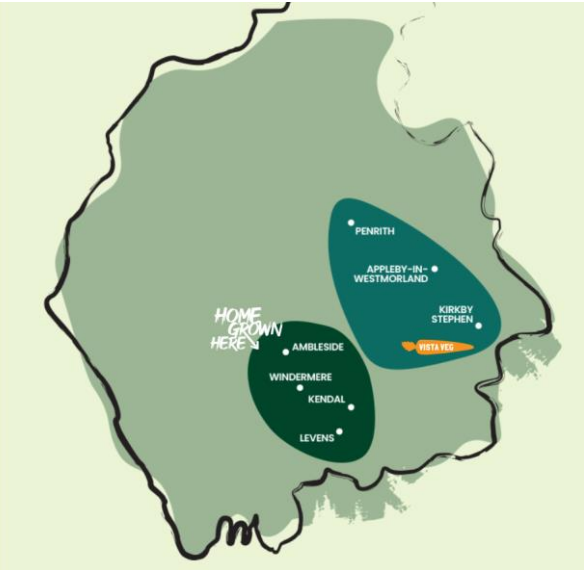 PENRITH
APPLEBY-IN-
WESTMORLAND
KIRKBY
STEPHEN
VISTA VEG
HOME
GROWN
HERE
AMBLESIDE
WINDERMERE
KENDAL
LEVENS